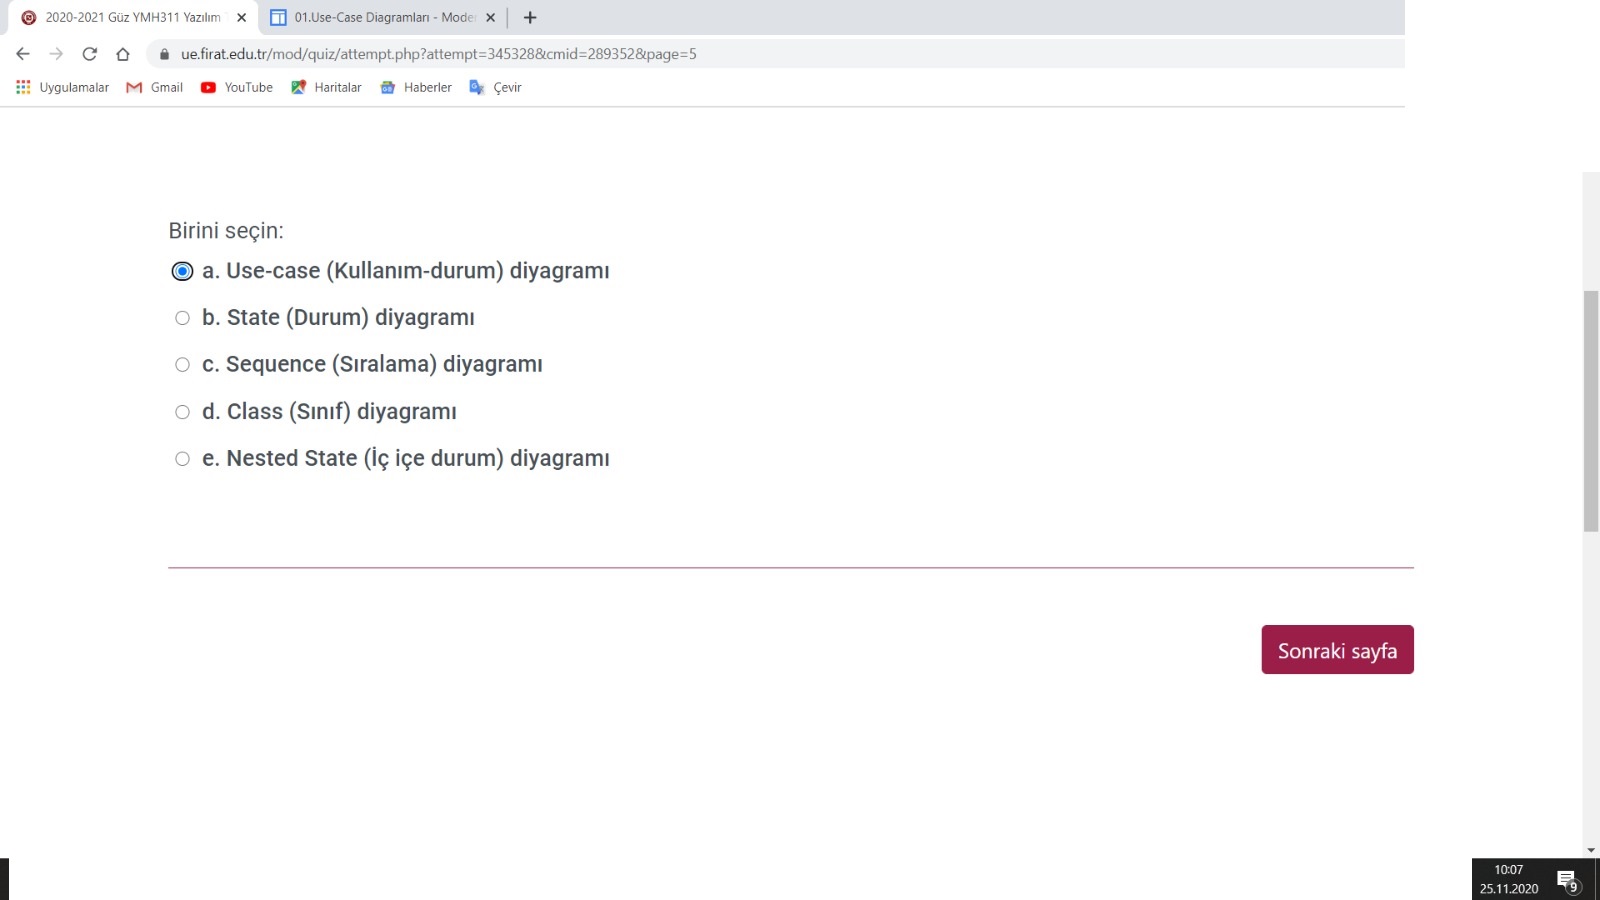 2020-2021 Güz YMH311 Yazılım
01.Use-Case Diagramları - Mode
ue.firat.edu.tr/mod/quiz/attempt.php?attempt=345328&cmid=289352&page=5
Uygulamalar
Gmail
YouTube
Haritalar
Haberler
Çevir
Birini seçin:
a. Use-case (Kullanım-durum) diyagramı
b. State (Durum) diyagramı
c. Sequence (Sıralama) diyagramı
d. Class (Sınıf) diyagramı
e. Nested State (İç içe durum) diyagramı
Sonraki sayfa
10:07
25.11.2020
9